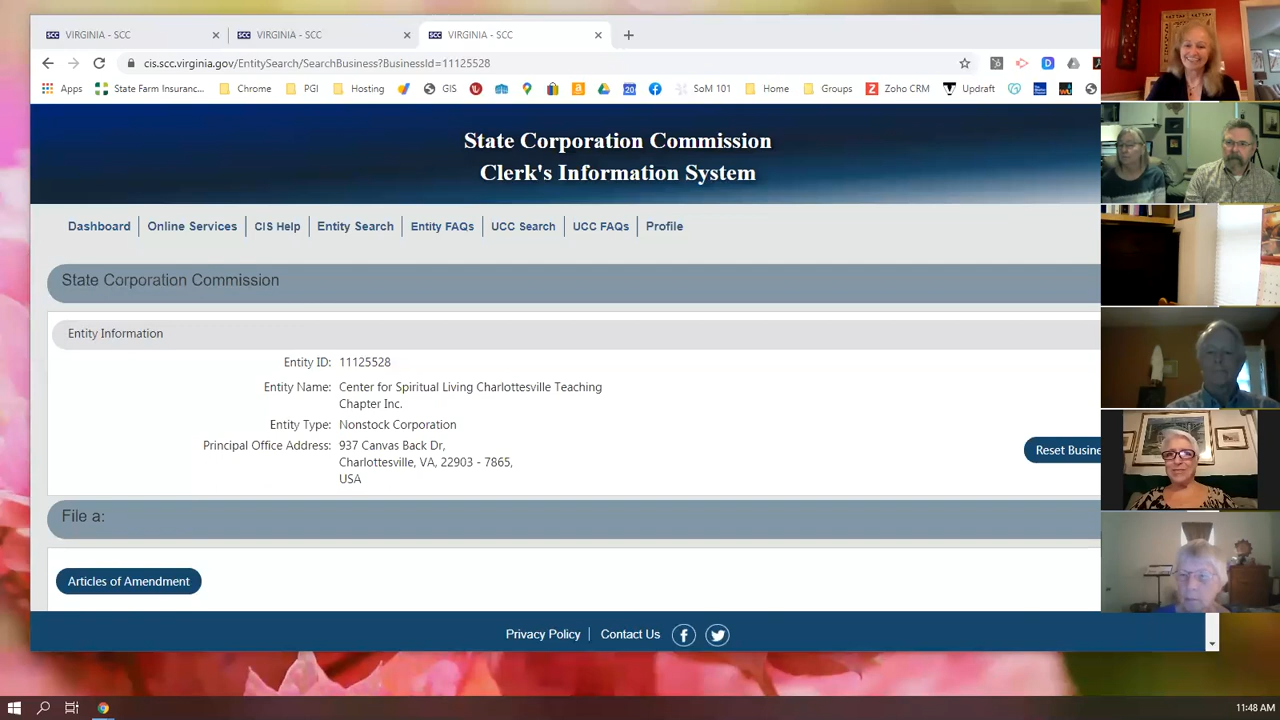 VIRGINIA - SCC
VIRGINIA - SCC
VIRGINIA - SCC
cis.scc.virginia.gov/EntitySearch/SearchBusiness?BusinessId=11125528
Apps State Farm Insuranc... Chrome PGI Hosting GIS SoM 101 Home Groups Zoho CRM Updraft
State Corporation Commission
Clerk's Information System
Dashboard Online Services CIS Help Entity Search Entity FAQs UCC Search UCC FAQs Profile
State Corporation Commission
Entity Information
Entity ID: 11125528
Entity Name: Center for Spiritual Living Charlottesville Teaching
Chapter Inc.
Entity Type: Nonstock Corporation
Principal Office Address: 937 Canvas Back Dr,
Charlottesville, VA, 22903 - 7865,
USA
Reset Busine
File a:
Articles of Amendment
Privacy Policy Contact Us
11:48 AM